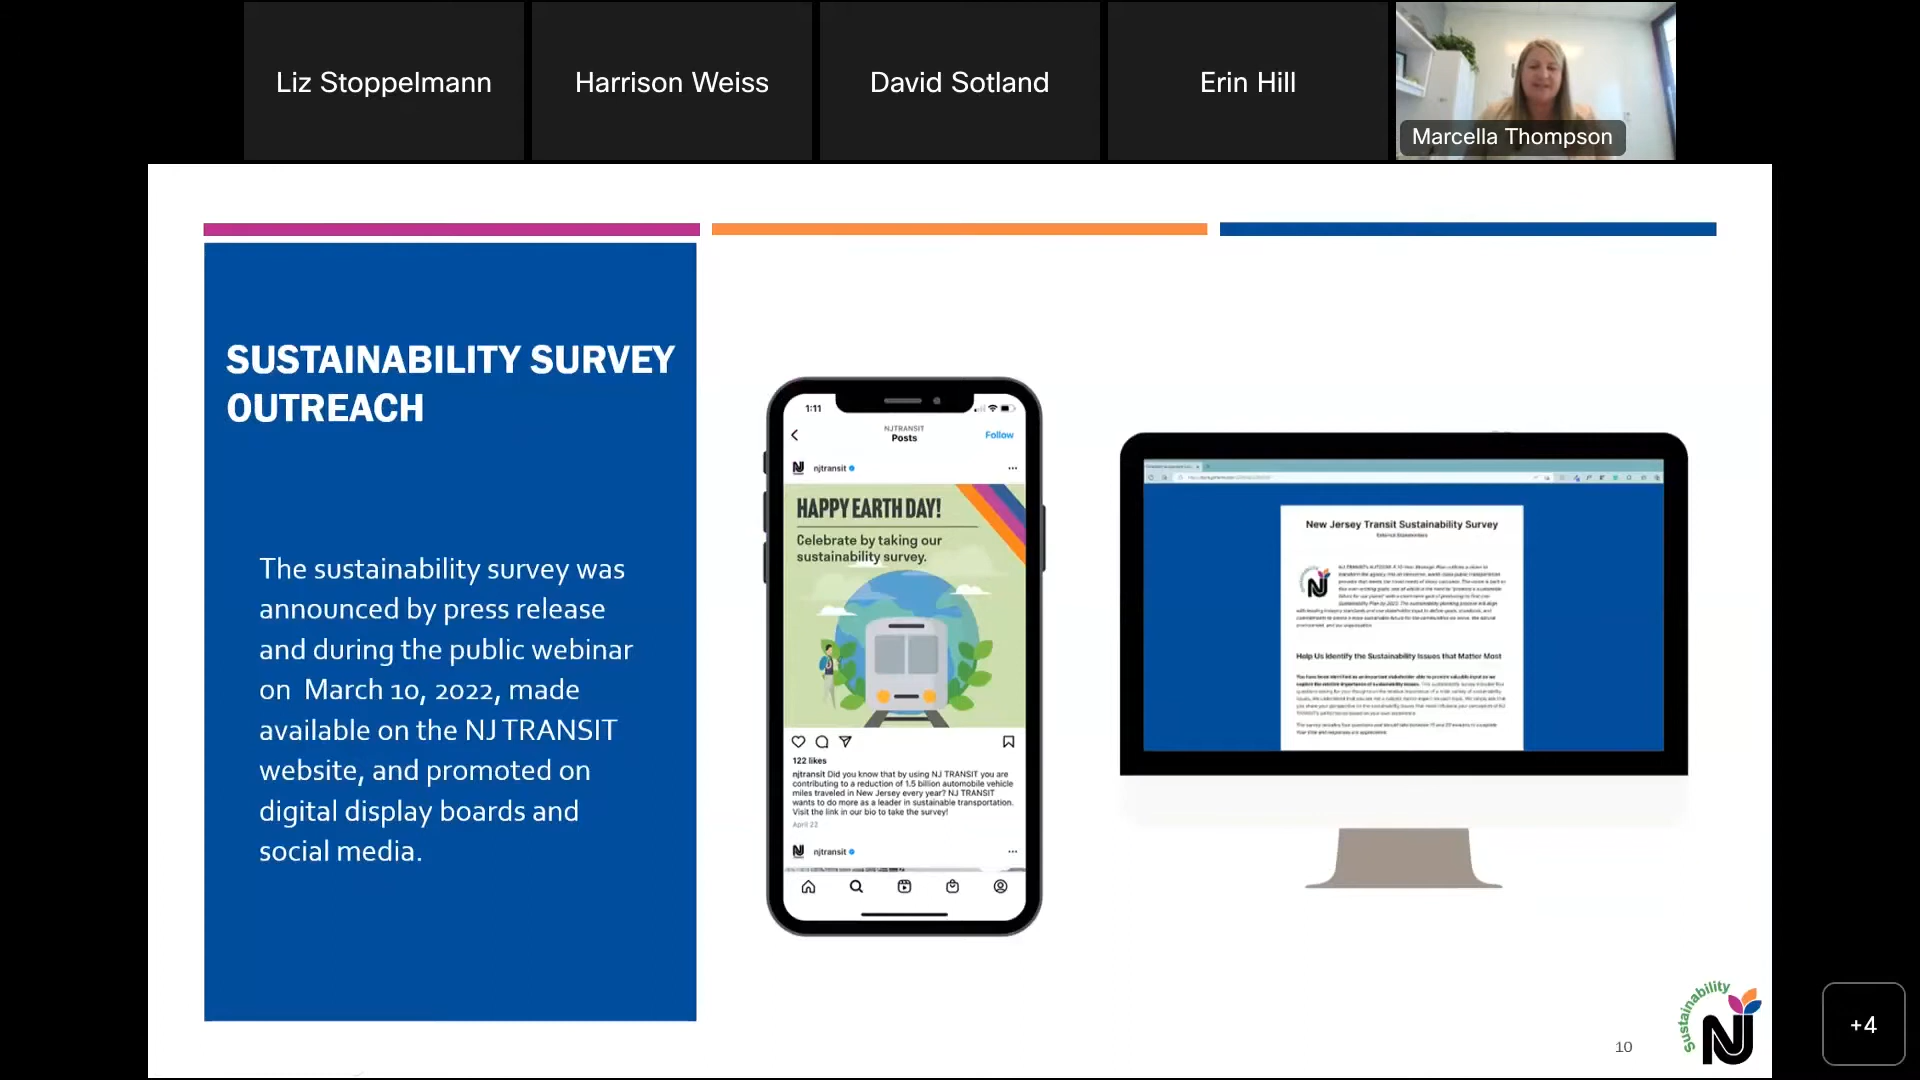 Liz Stoppelmann
Harrison Weiss
David Sotland
Erin Hill
Marcella Thompson
SUSTAINABILITY SURVEY
OUTREACH
The sustainability survey was
announced by press release
and during the public webinar
on March 10, 2022, made
available on the NJ TRANSIT
website, and promoted on
digital display boards and
social media.
1:11
NJTRANSIT
Posts
Follow
njtransit
HAPPY EARTH DAY!
Celebrate by taking our
sustainability survey.
122 likes
njtransit Did you know that by using NJ TRANSIT you are
contributing to a reduction of 1.5 billion automobile vehicle
miles traveled in New Jersey every year? NJ TRANSIT
wants to do more as a leader in sustainable transportation.
Visit the link in our bio to take the survey!
April 22
njtransit
New Jersey Transit Sustainability Survey
External Stakeholders
Help Us Identify the Sustainability Issues that Matter Most
10
Sustainability
NJ
+4